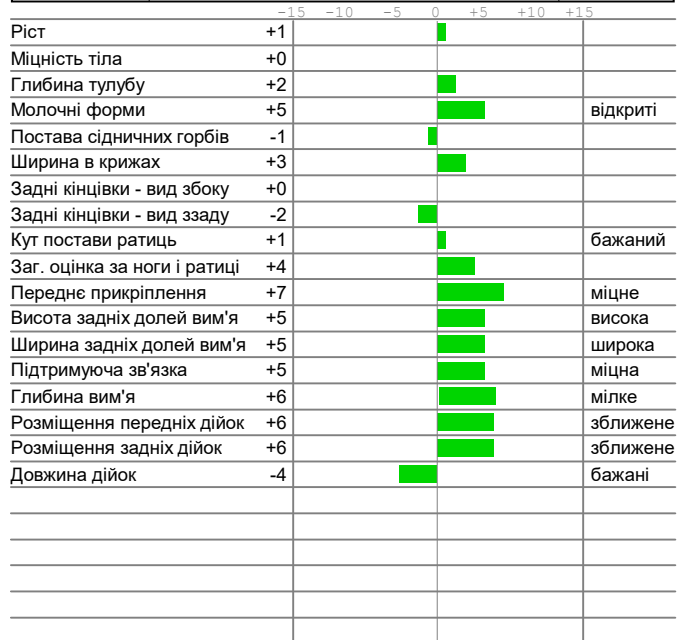 -15 -10 -5 0 +5 +10 +15
Ріст +1
Міцність тіла +0
Глибина тулубу +2
Молочні форми +5 відкриті
Постава сідничних горбів -1
Ширина в крижах +3
Задні кінцівки - вид збоку +0
Задні кінцівки - вид ззаду -2
Кут постави ратиць +1 бажаний
Заг. оцінка за ноги і ратиці +4
Переднє прикріплення +7 міцне
Висота задніх долей вим'я +5 висока
Ширина задніх долей вим'я +5 широка
Підтримуюча зв'язка +5 міцна
Глибина вим'я +6 мілке
Розміщення передніх дійок +6 зближене
Розміщення задніх дійок +6 зближене
Довжина дійок -4 бажані